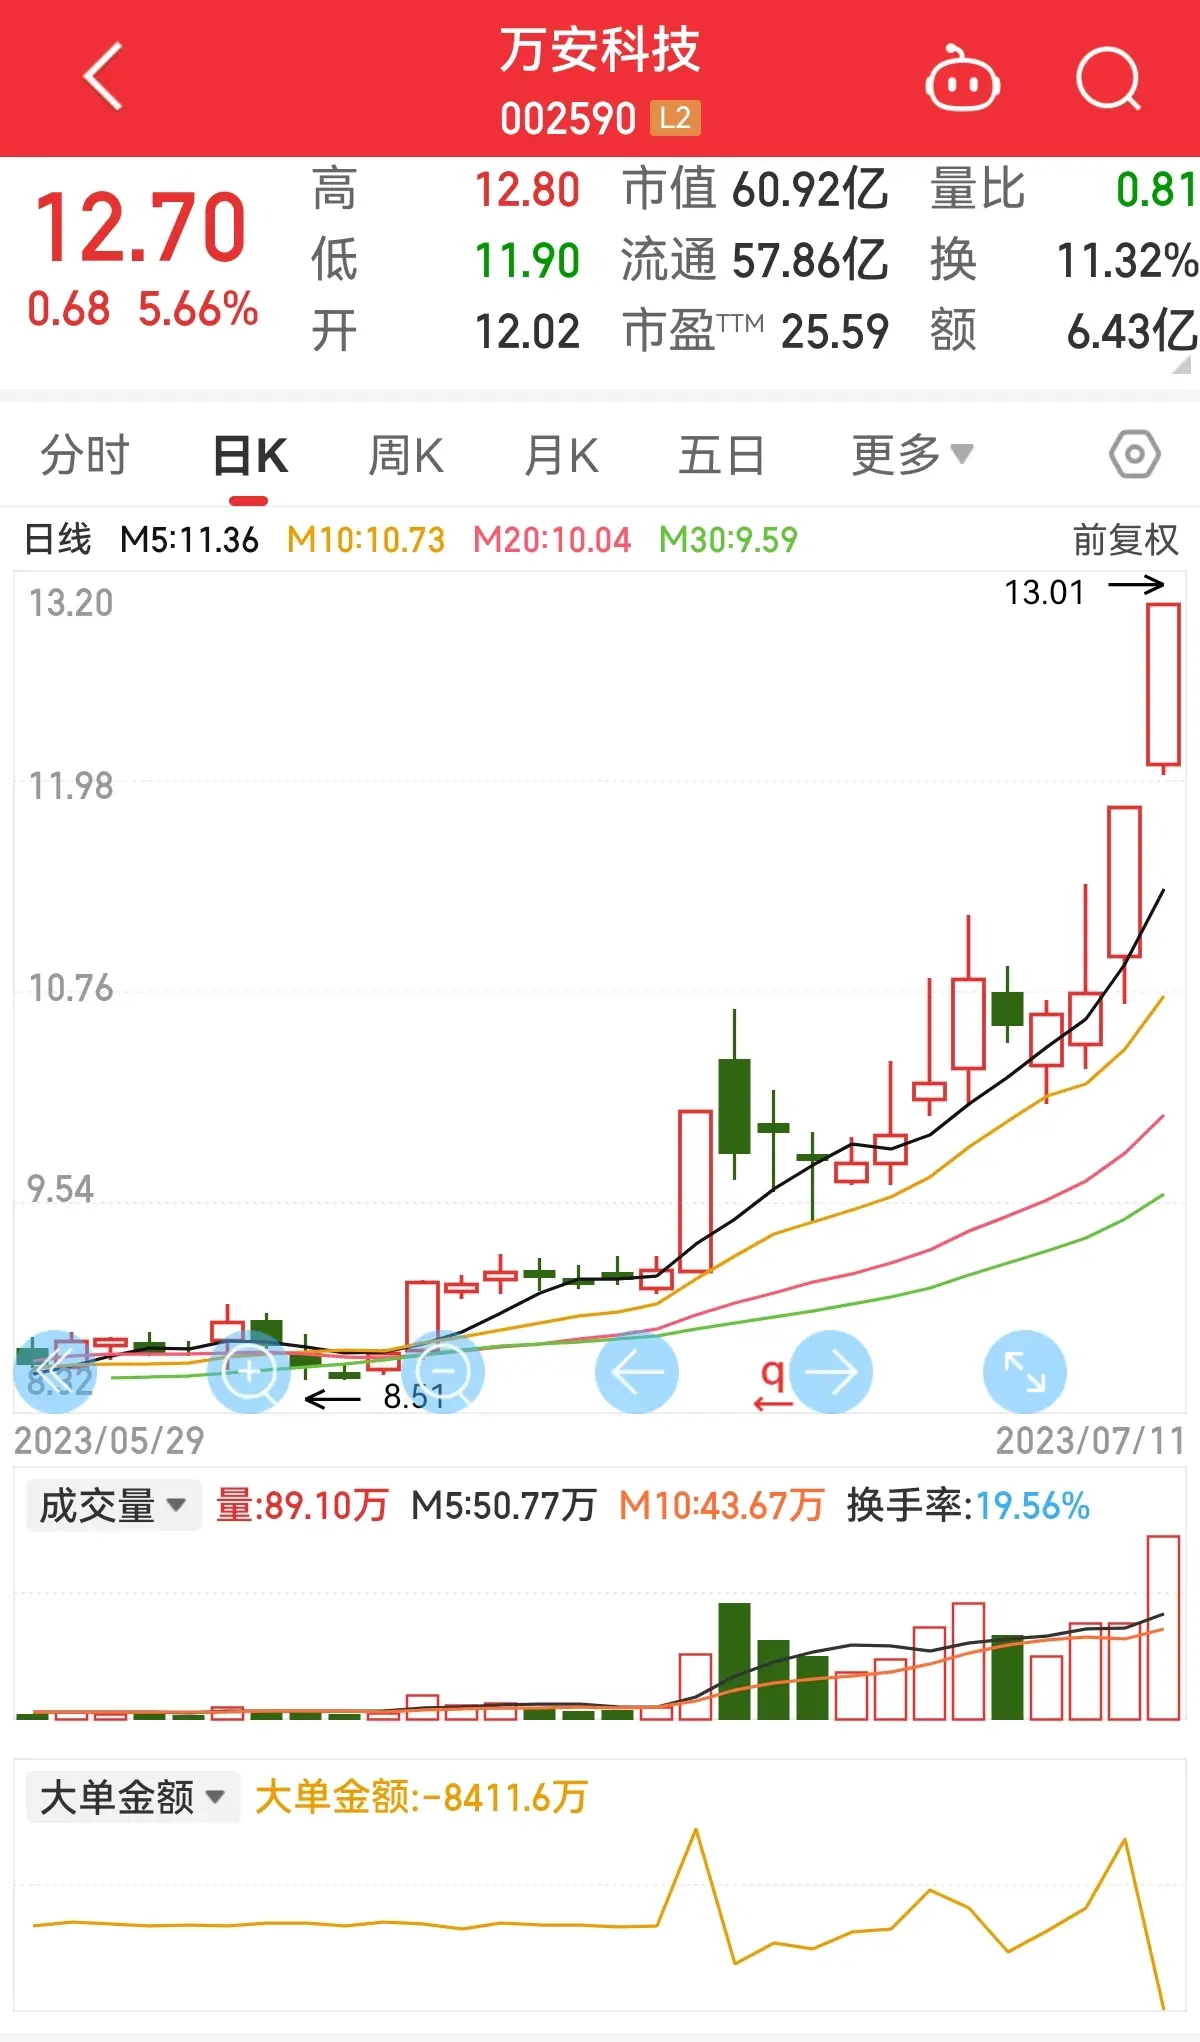 万安科技
002590 L2
12.70
0.68 5.66%
高 12.80 市值 60.92亿 量比 0.81
低 11.90 流通 57.86亿 换 11.32%
开 12.02 市盈TTM 25.59 额 6.43亿
分时 日K 周K 月K 五日 更多
日线 M5:11.36 M10:10.73 M20:10.04 M30:9.59 前复权
13.20
13.01
11.98
10.76
9.54
8.32
8.51
q
2023/05/29 2023/07/11
成交量 量:89.10万 M5:50.77万 M10:43.67万 换手率:19.56%
大单金额 大单金额:-8411.6万